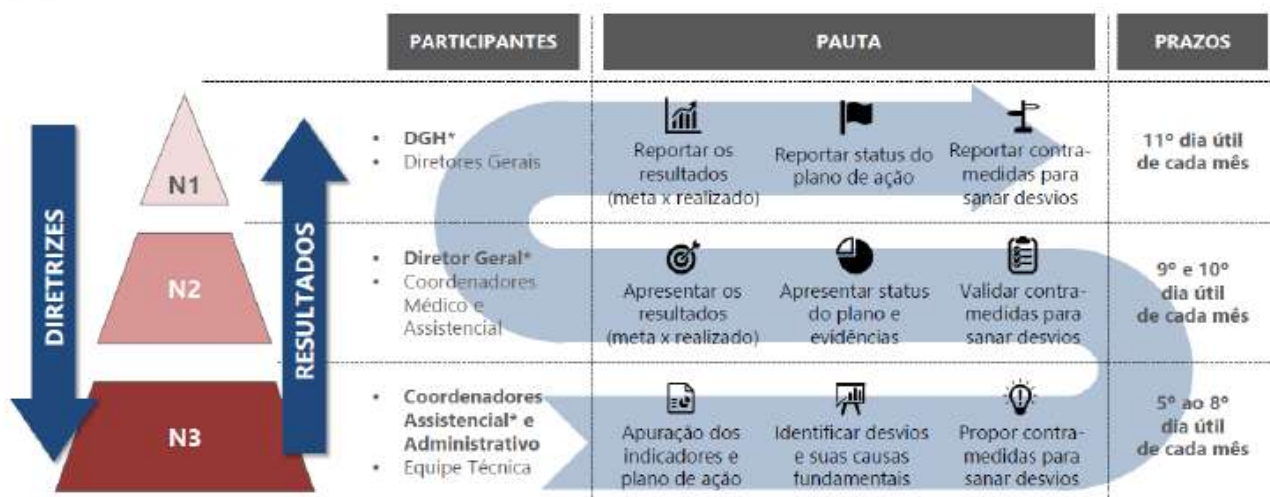 PARTICIPANTES
PAUTA
PRAZOS
DIRETRIZES
RESULTADOS
N1
• DGH*
• Diretores Gerais
Reportar os
resultados
(meta x realizado)
Reportar status do
plano de ação
Reportar contra-
medidas para
sanar desvios
11º dia útil
de cada mês
N2
• Diretor Geral*
• Coordenadores
Médico e
Assistencial
Apresentar os
resultados
(meta x realizado)
Apresentar status
do plano e
evidências
Validar contra-
medidas para
sanar desvios
9º e 10º
dia útil
de cada mês
N3
• Coordenadores
Assistencial* e
Administrativo
• Equipe Técnica
Apuração dos
indicadores e
plano de ação
Identificar desvios
e suas causas
fundamentais
Propor contra-
medidas para
sanar desvios
5º ao 8º
dia útil
de cada mês